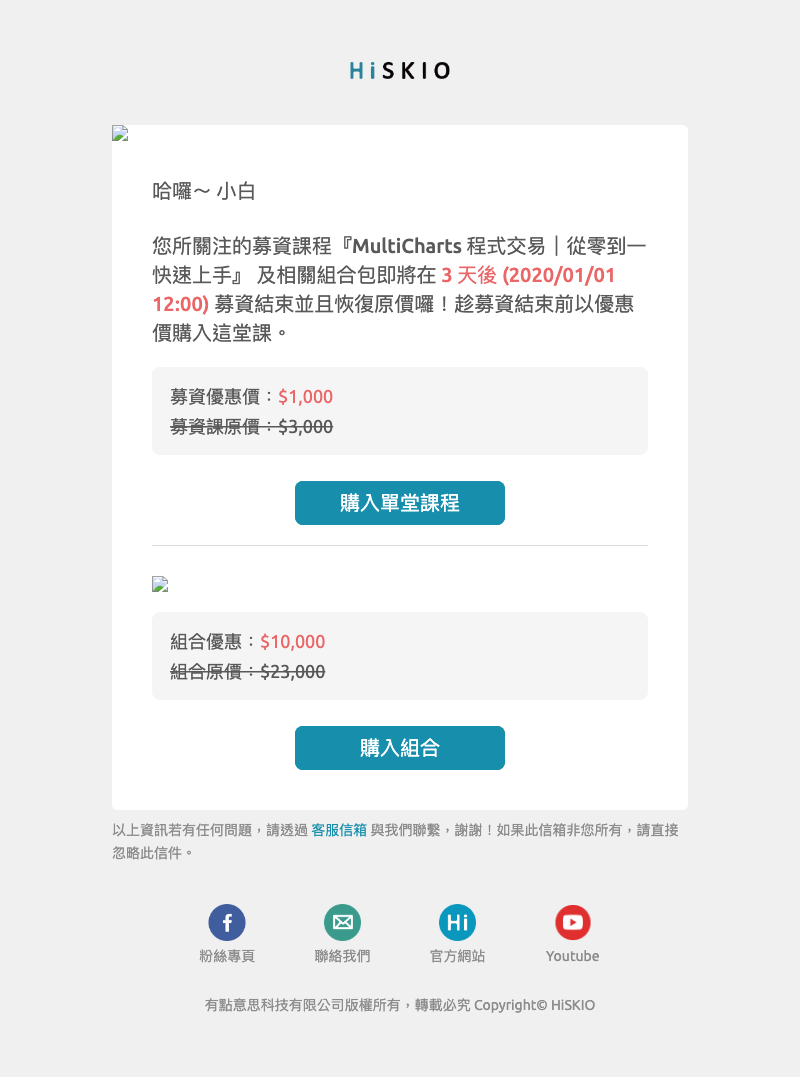 HiSKIO
哈囉～ 小白
您所關注的募資課程『MultiCharts 程式交易｜從零到一
快速上手』 及相關組合包即將在 3 天後 (2020/01/01
12:00) 募資結束並且恢復原價囉！趁募資結束前以優惠
價購入這堂課。
募資優惠價：$1,000
募資課原價：$3,000
購入單堂課程
組合優惠：$10,000
組合原價：$23,000
購入組合
以上資訊若有任何問題，請透過 客服信箱 與我們聯繫，謝謝！如果此信箱非您所有，請直接
忽略此信件。
Hi
粉絲專頁 聯絡我們 官方網站 Youtube
有點意思科技有限公司版權所有，轉載必究 Copyright© HiSKIO